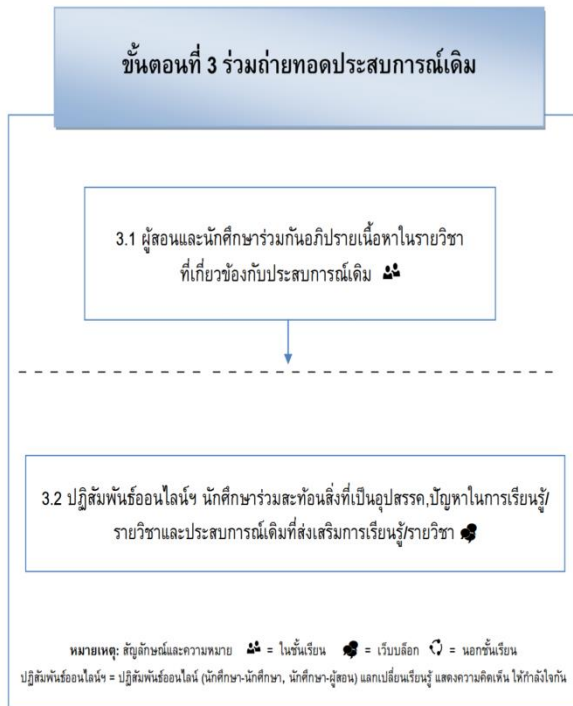 ขั้นตอนที่ 3 ร่วมถ่ายทอดประสบการณ์เดิม
3.1 ผู้สอนและนักศึกษาร่วมกันอภิปรายเนื้อหาในรายวิชา
ที่เกี่ยวข้องกับประสบการณ์เดิม
3.2 ปฏิสัมพันธ์ออนไลน์ฯ นักศึกษาร่วมสะท้อนสิ่งที่เป็นอุปสรรค,ปัญหาในการเรียนรู้/
รายวิชาและประสบการณ์เดิมที่ส่งเสริมการเรียนรู้/รายวิชา
หมายเหตุ: สัญลักษณ์และความหมาย = ในชั้นเรียน = เว็บบล็อก = นอกชั้นเรียน
ปฏิสัมพันธ์ออนไลน์ฯ = ปฏิสัมพันธ์ออนไลน์ (นักศึกษา-นักศึกษา, นักศึกษา-ผู้สอน) แลกเปลี่ยนเรียนรู้ แสดงความคิดเห็น ให้กำลังใจกัน